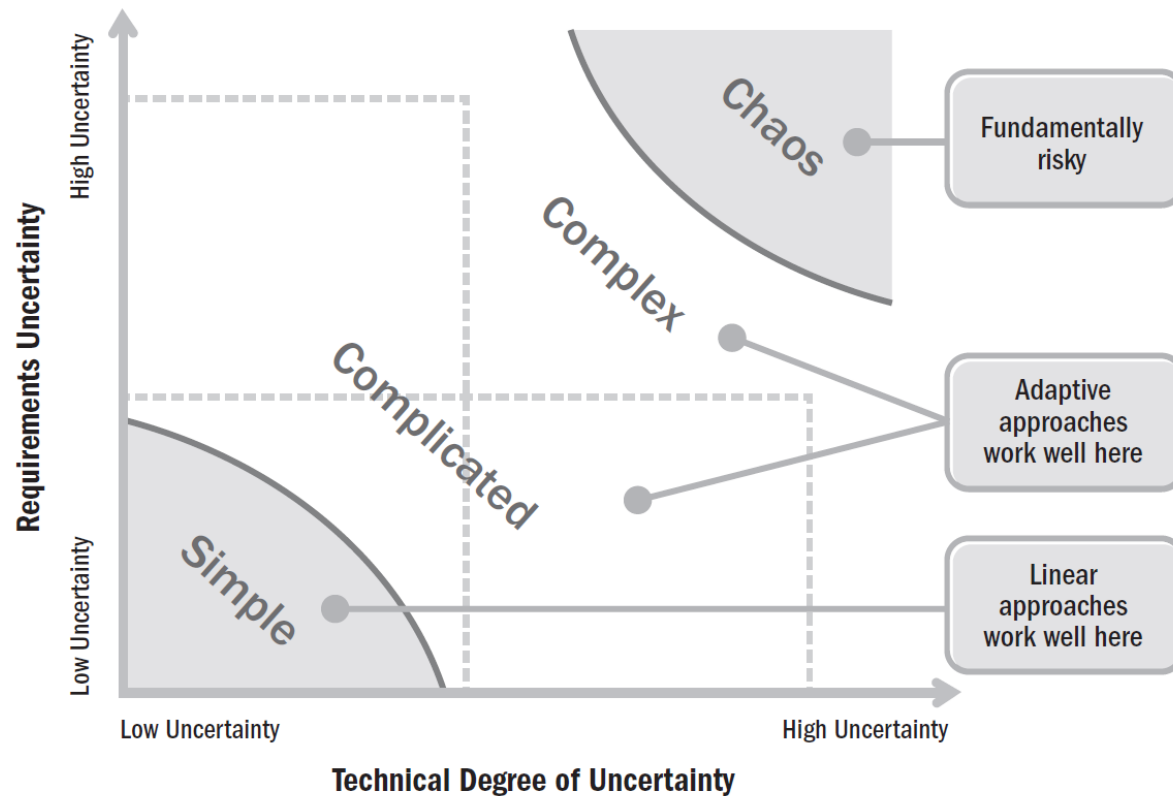 High Uncertainty
Requirements Uncertainty
Low Uncertainty
Chaos
Complex
Complicated
Simple
Fundamentally
risky
Adaptive
approaches
work well here
Linear
approaches
work well here
Low Uncertainty
High Uncertainty
Technical Degree of Uncertainty